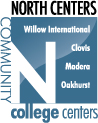 NORTH CENTERS
COMMUNITY
Willow International
Clovis
Madera
Oakhurst
N
college centers